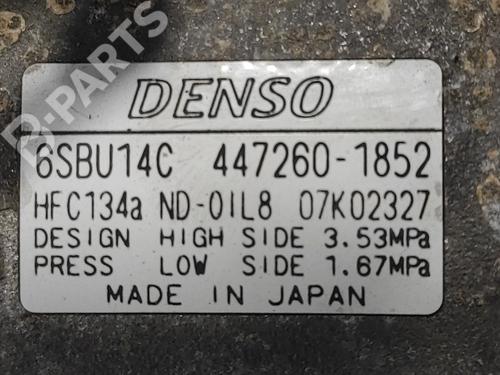 B-PARTS
DENSO
6SBU14C 447260-1852
HFC134a ND-OIL8 07K02327
DESIGN HIGH SIDE 3.53MPa
PRESS LOW SIDE 1.67MPa
MADE IN JAPAN